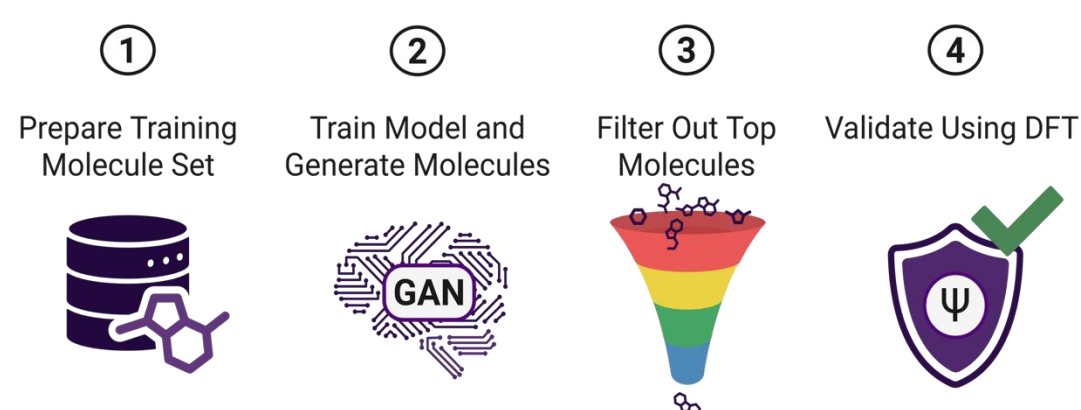 1
Prepare Training
Molecule Set
2
Train Model and
Generate Molecules
GAN
3
Filter Out Top
Molecules
4
Validate Using DFT
Ψ